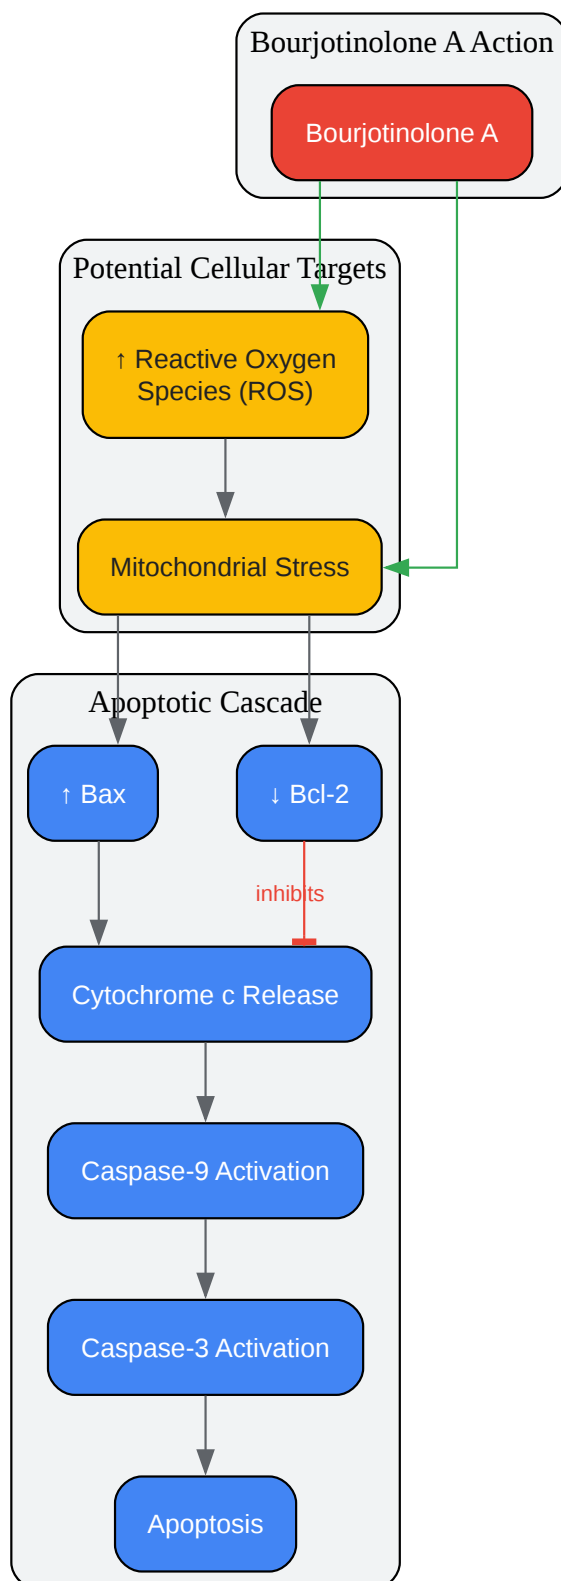 Bourjotinolone A Action
Bourjotinolone A
Potential Cellular Targets
↑ Reactive Oxygen
Species (ROS)
Mitochondrial Stress
Apoptotic Cascade
↑ Bax
↓ Bcl-2
inhibits
Cytochrome c Release
Caspase-9 Activation
Caspase-3 Activation
Apoptosis